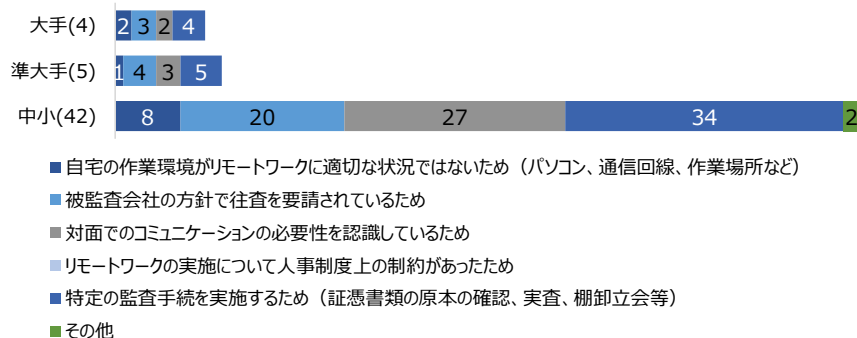 大手(4) 2 3 2 4
準大手(5) 1 4 3 5
中小(42) 8 20 27 34 2
自宅の作業環境がリモートワークに適切な状況ではないため（パソコン、通信回線、作業場所など）
被監査会社の方針で往査を要請されているため
対面でのコミュニケーションの必要性を認識しているため
リモートワークの実施について人事制度上の制約があったため
特定の監査手続を実施するため（証憑書類の原本の確認、実査、棚卸立会等）
その他